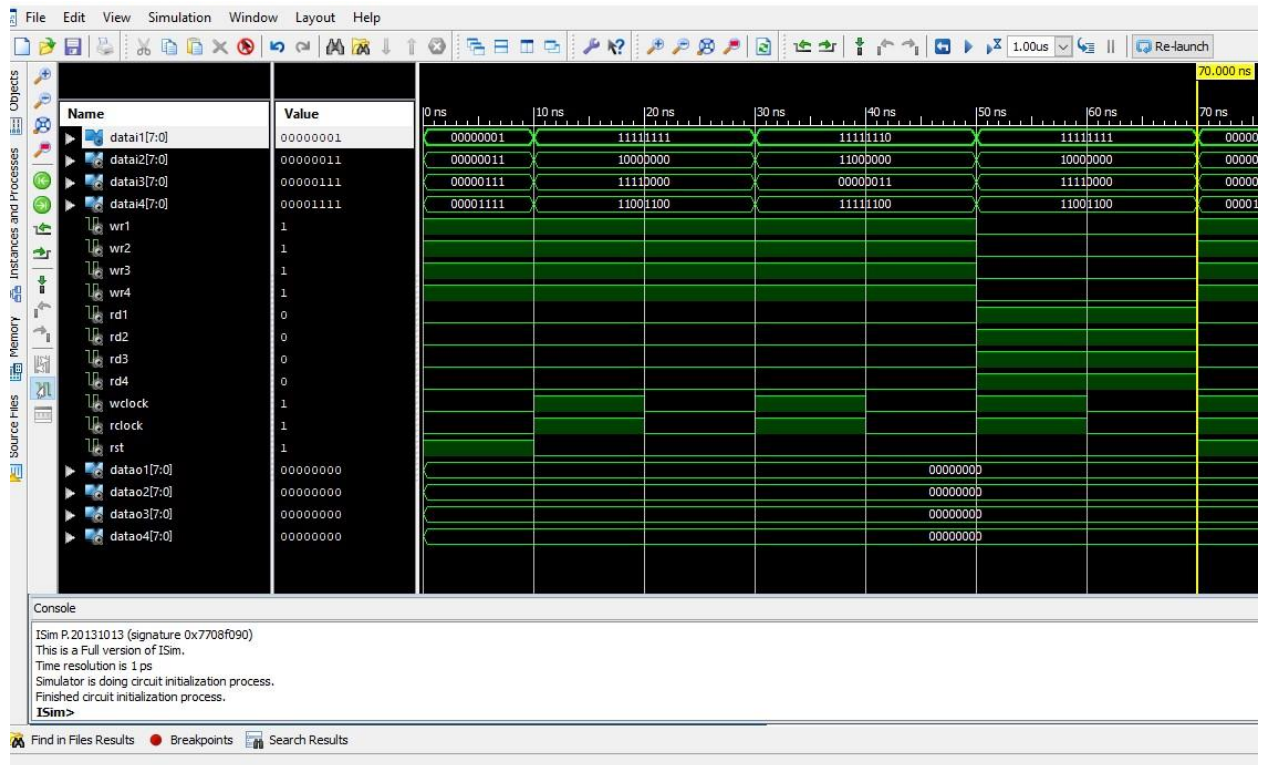 File Edit View Simulation Window Layout Help
1.00us Re-launch
Objects
Instances and Processes
Memory
Source Files
70.000 ns
Name Value 0 ns 10 ns 20 ns 30 ns 40 ns 50 ns 60 ns 70 ns
datai1[7:0] 00000001 00000001 11111111 11111110 11111111 00000
datai2[7:0] 00000011 00000011 10000000 11000000 10000000 00000
datai3[7:0] 00000111 00000111 11110000 00000011 11110000 00000
datai4[7:0] 00001111 00001111 11001100 11111100 11001100 00001
wr1 1
wr2 1
wr3 1
wr4 1
rd1 0
rd2 0
rd3 0
rd4 0
wclock 1
rclock 1
rst 1
datao1[7:0] 00000000 00000000
datao2[7:0] 00000000 00000000
datao3[7:0] 00000000 00000000
datao4[7:0] 00000000 00000000
Console
ISim P.20131013 (signature 0x7708f090)
This is a Full version of ISim.
Time resolution is 1 ps
Simulator is doing circuit initialization process.
Finished circuit initialization process.
ISim>
Find in Files Results Breakpoints Search Results